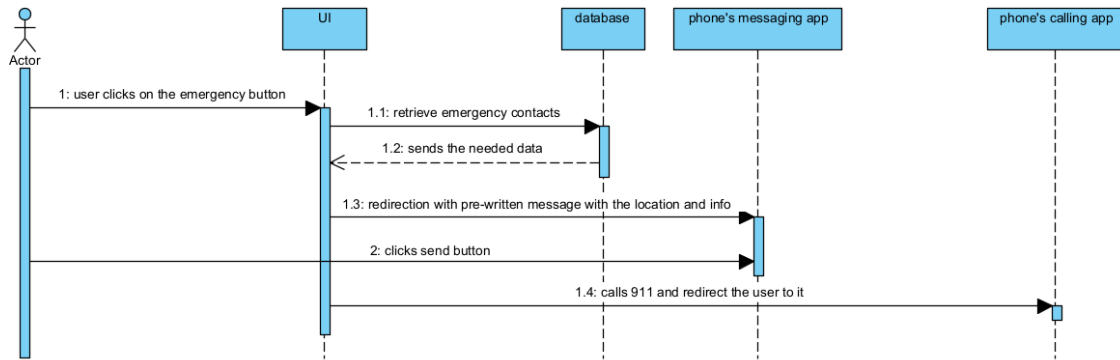 UI
database
phone's messaging app
phone's calling app
Actor
1: user clicks on the emergency button
1.1: retrieve emergency contacts
1.2: sends the needed data
1.3: redirection with pre-written message with the location and info
2: clicks send button
1.4: calls 911 and redirect the user to it